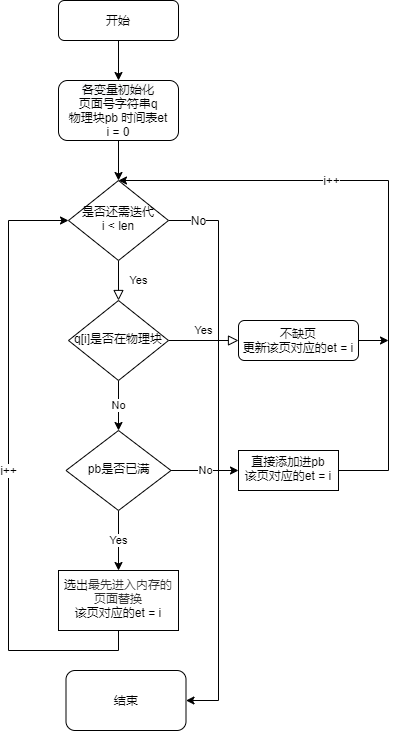 开始
各变量初始化
页面号字符串q
物理块pb 时间表et
i = 0
i++
是否还需迭代
i < len
No
Yes
q[i]是否在物理块
Yes
不缺页
更新该页对应的et = i
No
pb是否已满
No
直接添加进pb
该页对应的et = i
i++
Yes
选出最先进入内存的
页面替换
该页对应的et = i
结束